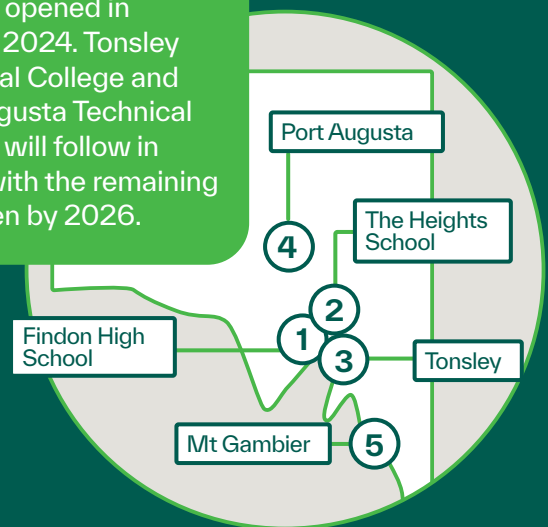 opened in
2024. Tonsley
al College and
gusta Technical
will follow in
with the remaining
en by 2026.
Port Augusta
The Heights
School
4
2
1
3
Findon High
School
Tonsley
Mt Gambier
5